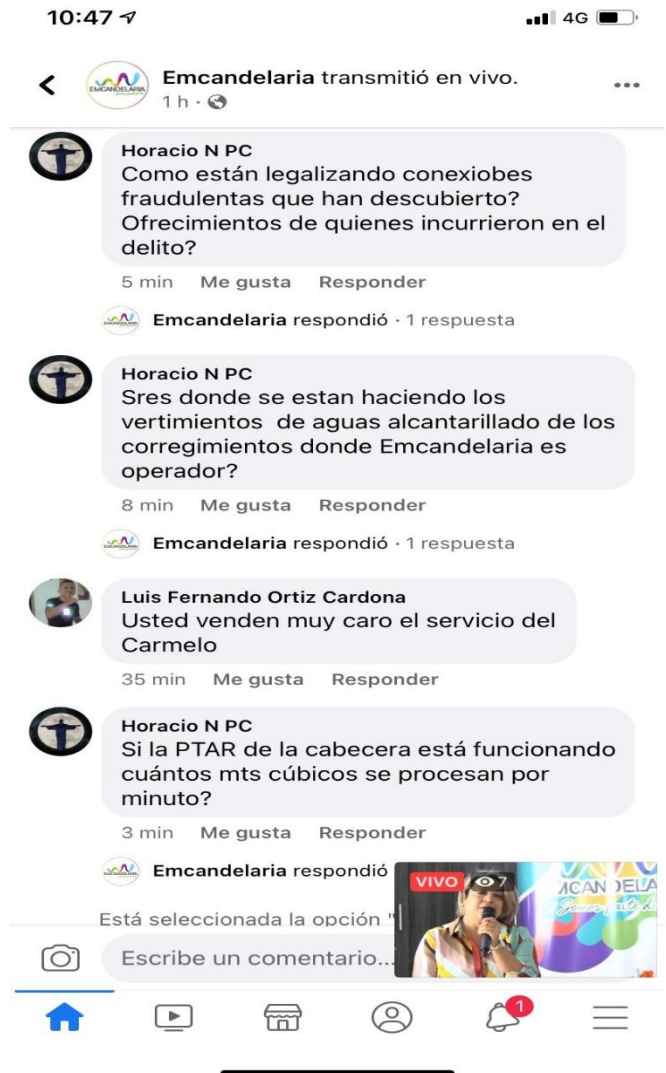 10:47
4G
Emcandelaria transmitió en vivo.
1 h
Horacio N PC
Como están legalizando conexiobes
fraudulentas que han descubierto?
Ofrecimientos de quienes incurrieron en el
delito?
5 min Me gusta Responder
Emcandelaria respondió · 1 respuesta
Horacio N PC
Sres donde se estan haciendo los
vertimientos de aguas alcantarillado de los
corregimientos donde Emcandelaria es
operador?
8 min Me gusta Responder
Emcandelaria respondió · 1 respuesta
Luis Fernando Ortiz Cardona
Usted venden muy caro el servicio del
Carmelo
35 min Me gusta Responder
Horacio N PC
Si la PTAR de la cabecera está funcionando
cuántos mts cúbicos se procesan por
minuto?
3 min Me gusta Responder
Emcandelaria respondió
VIVO 7
Está seleccionada la opción "
Escribe un comentario...
1